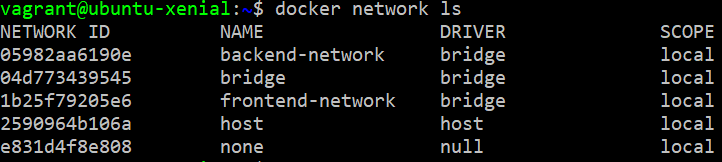 vagrant@ubuntu-xenial:~$ docker network ls
NETWORK ID NAME DRIVER SCOPE
05982aa6190e backend-network bridge local
04d773439545 bridge bridge local
1b25f79205e6 frontend-network bridge local
2590964b106a host host local
e831d4f8e808 none null local